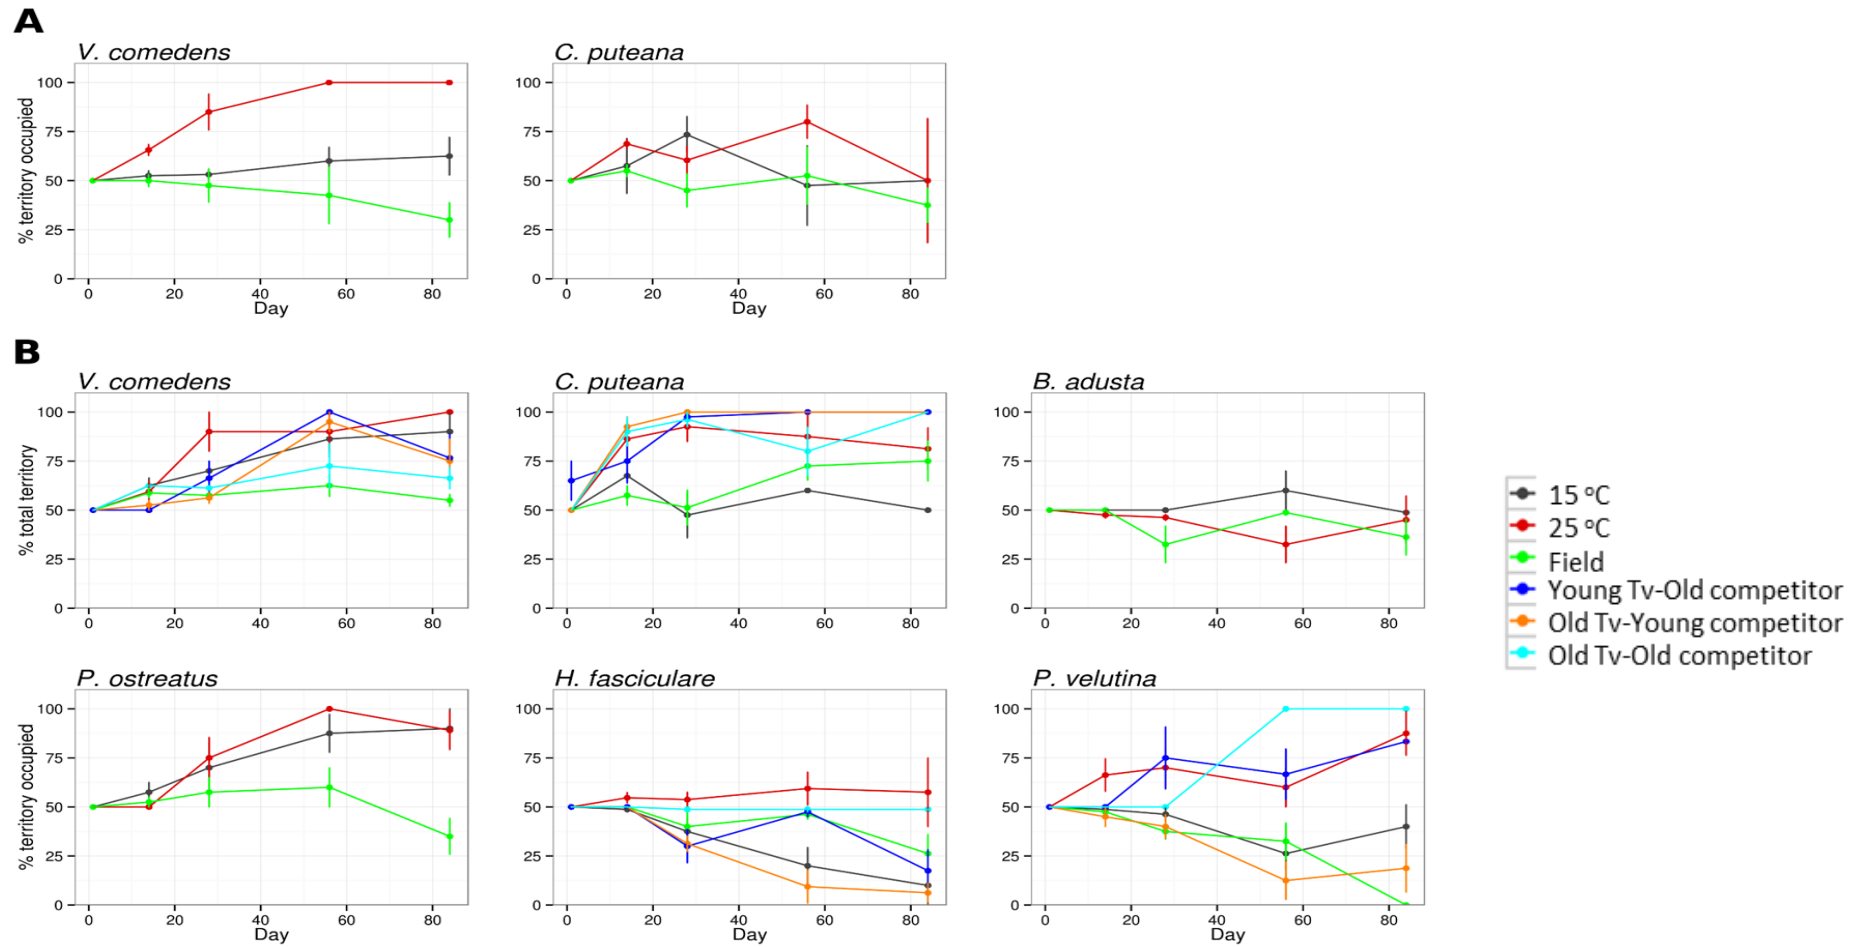 A
V. comedens
C. puteana
% territory occupied
100
75
50
25
0
0 20 40 60 80
Day
100
75
50
25
0
0 20 40 60 80
Day
B
V. comedens
C. puteana
B. adusta
% total territory
100
75
50
25
0
0 20 40 60 80
100
75
50
25
0
0 20 40 60 80
100
75
50
25
0
0 20 40 60 80
15 ºC
25 ºC
Field
Young Tv-Old competitor
Old Tv-Young competitor
Old Tv-Old competitor
P. ostreatus
H. fasciculare
P. velutina
% territory occupied
100
75
50
25
0
0 20 40 60 80
Day
100
75
50
25
0
0 20 40 60 80
Day
100
75
50
25
0
0 20 40 60 80
Day